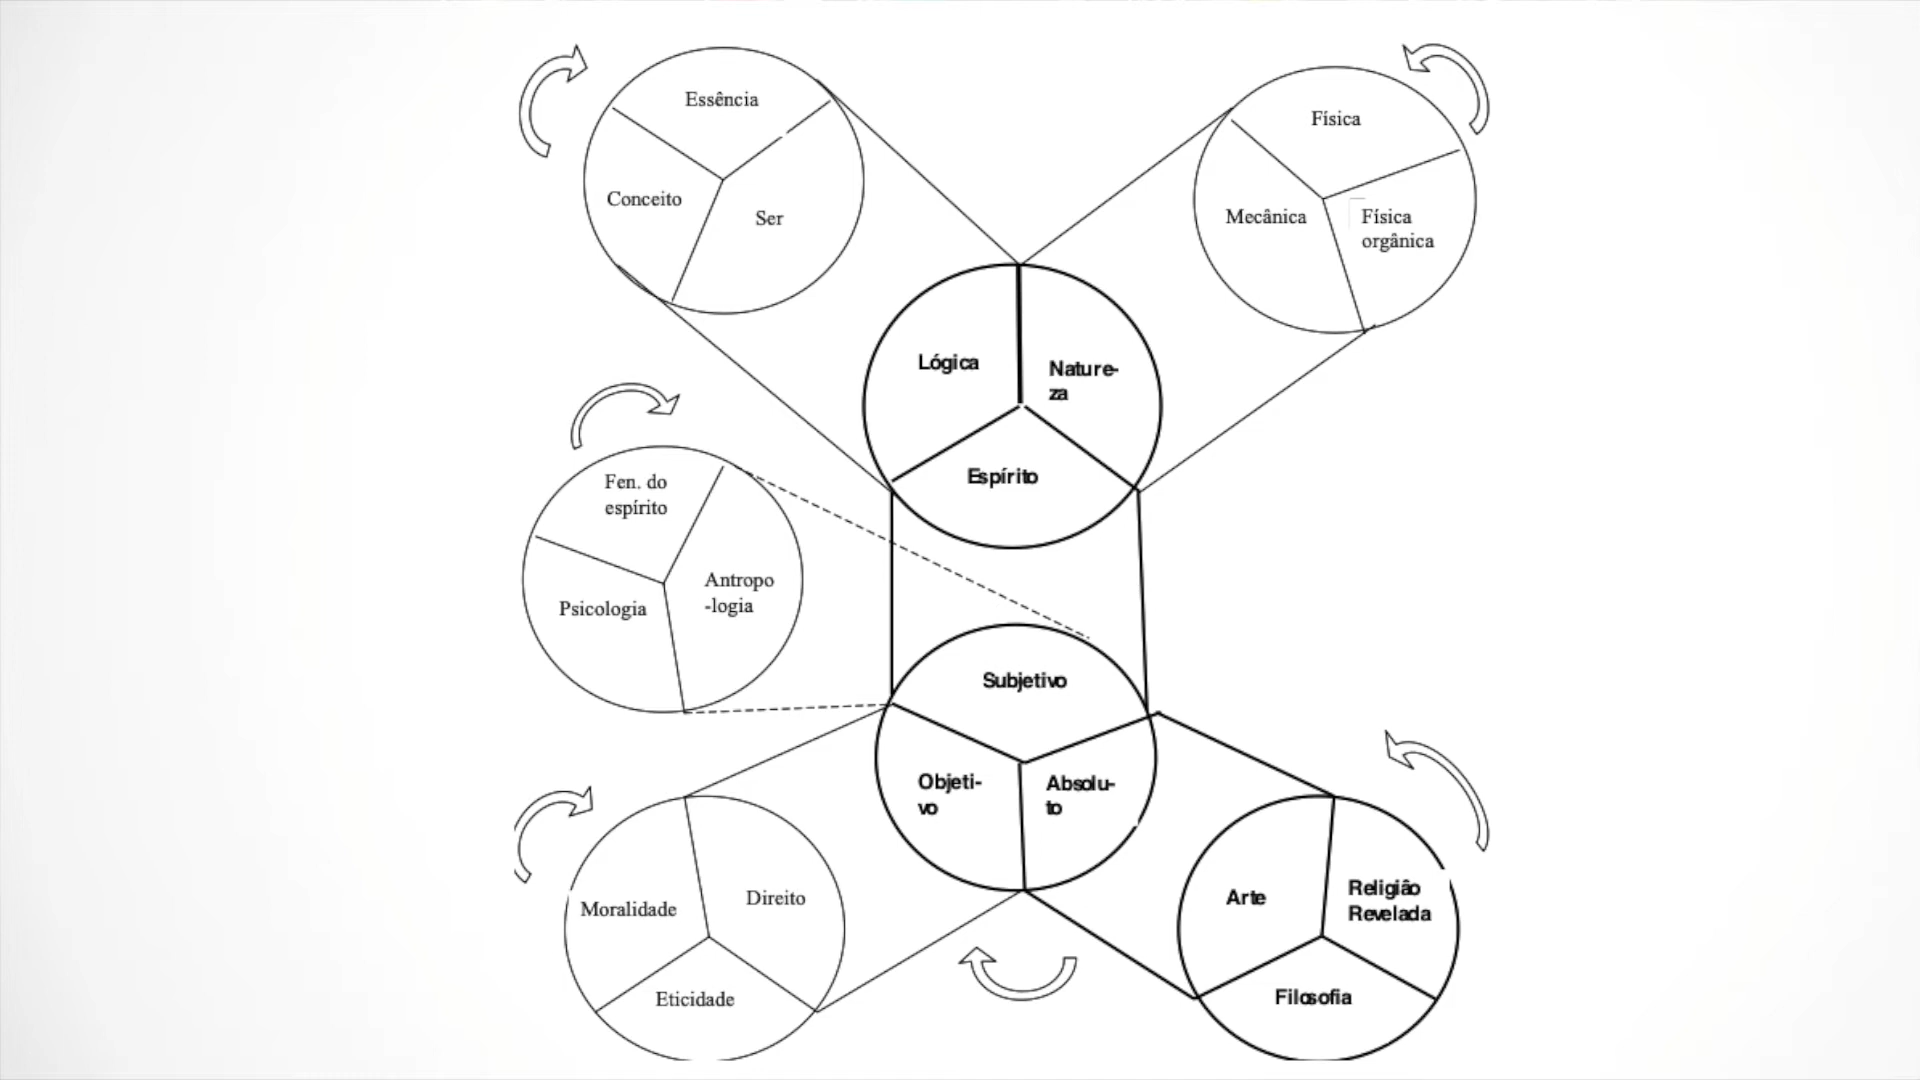 Essência
Conceito
Ser
Física
Mecânica
Física
orgânica
Lógica
Nature-
za
Espírito
Fen. do
espírito
Psicologia
Antropo
-logia
Subjetivo
Objeti-
vo
Absolu-
to
Moralidade
Direito
Eticidade
Arte
Religião
Revelada
Filosofia